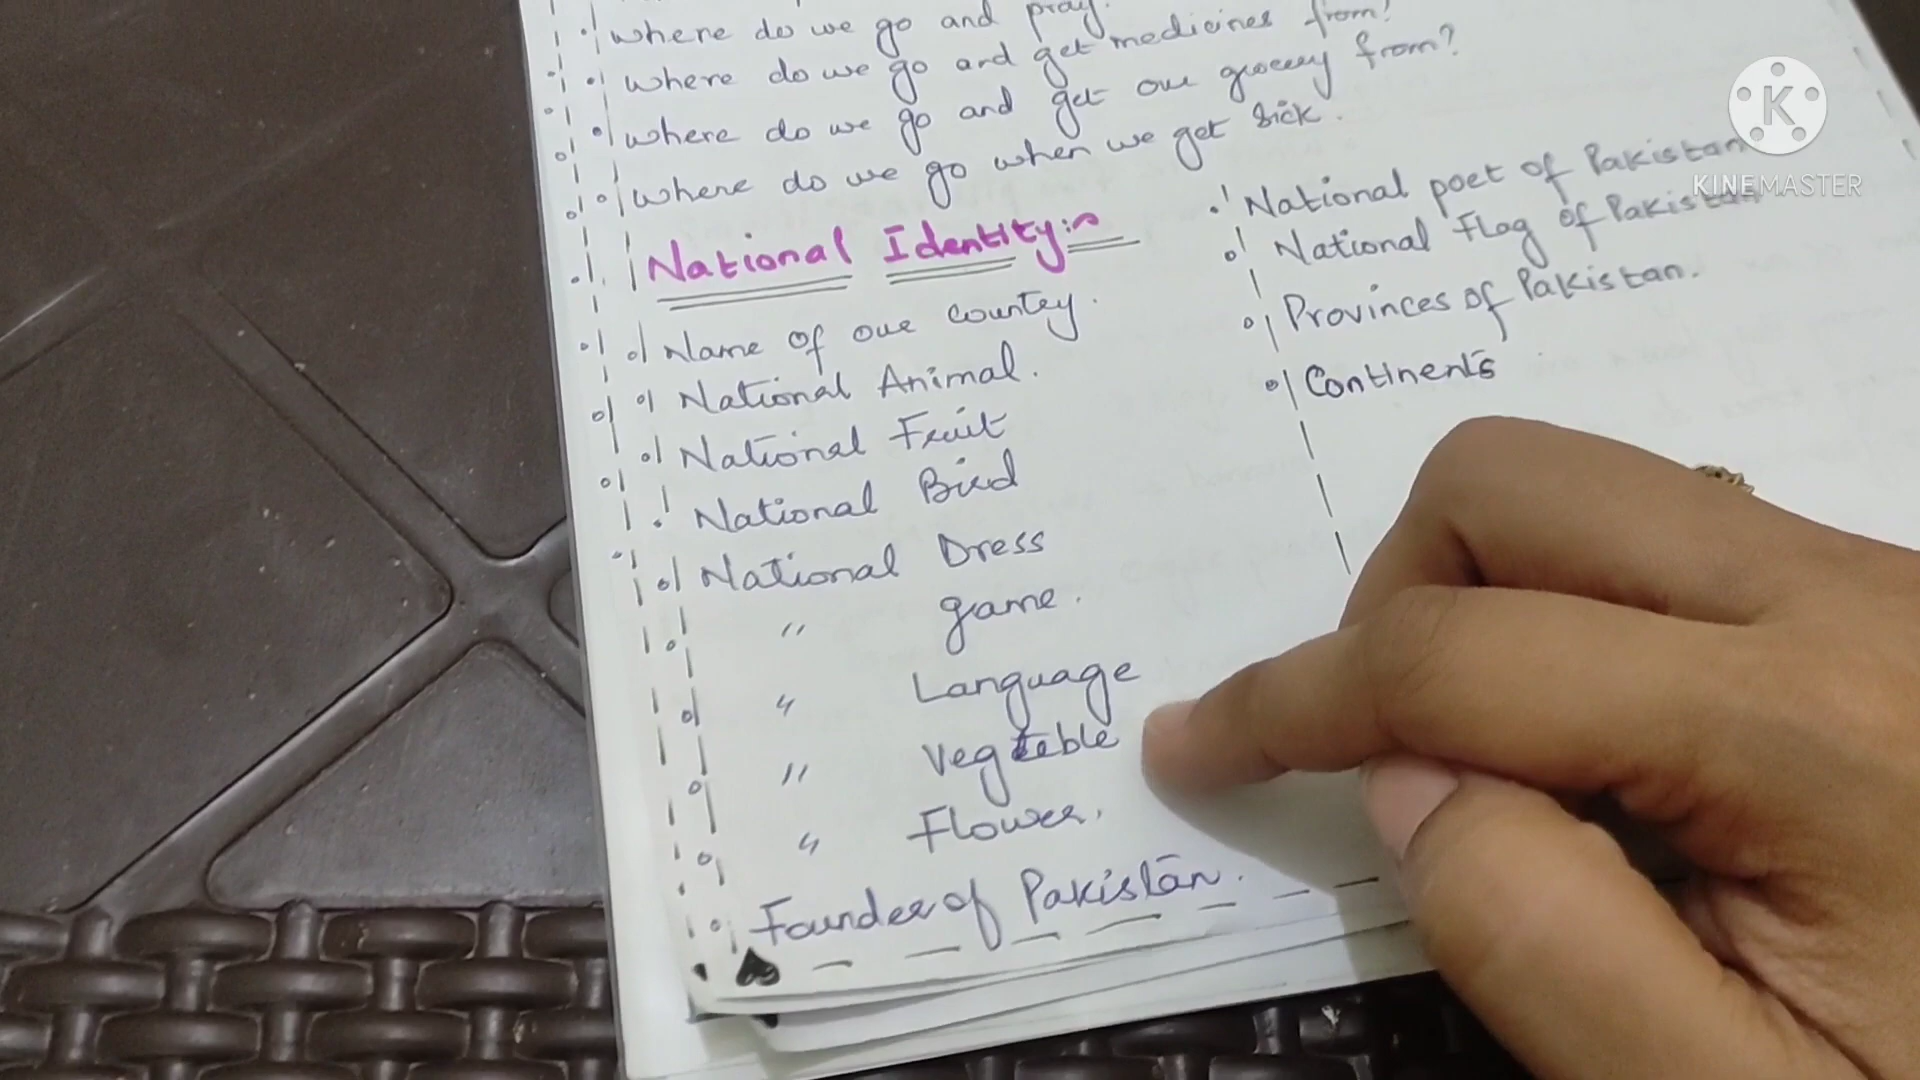 where do we go and pray.
where do we go and get medicines from?
where do we go and get our grocery from?
where do we go when we get sick.
National Identity:~
Name of our country.
National Animal.
National Fruit
National Bird
National Dress
" game.
" Language
" Vegtable
" Flower.
Founder of Pakistan.
National poet of Pakistan
National Flag of Pakistan
Provinces of Pakistan.
Continents
K
KINEMASTER